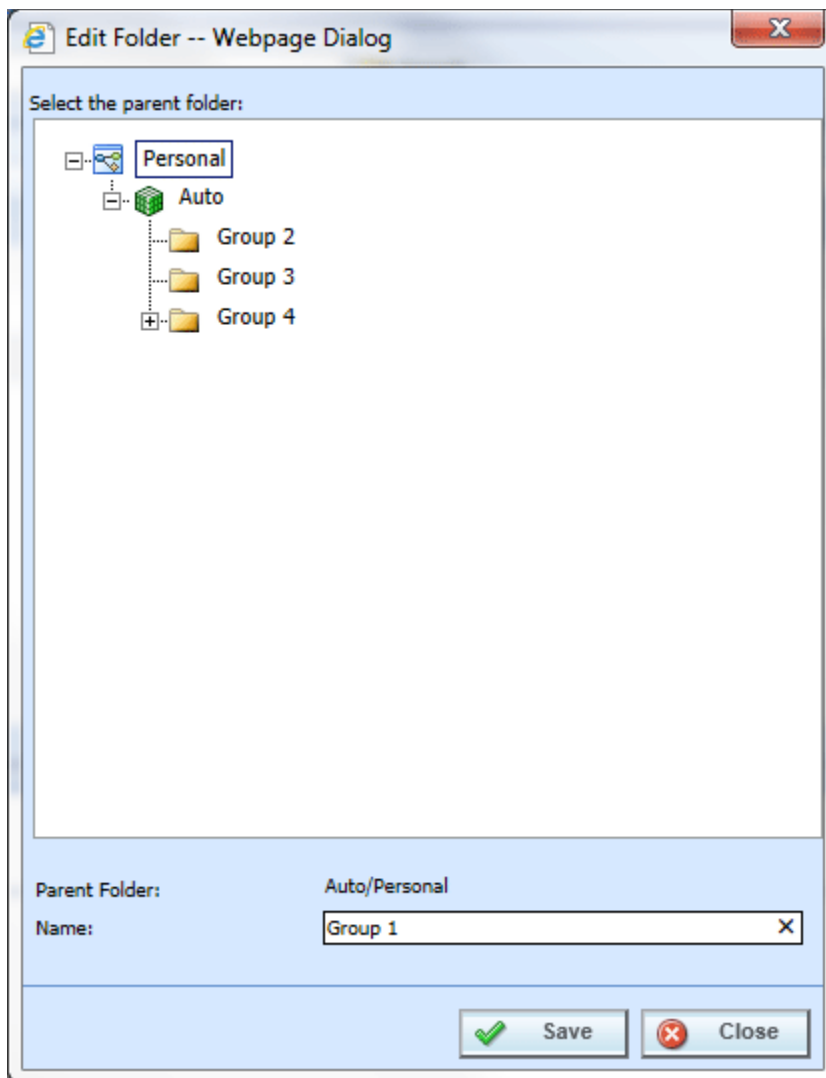 Edit Folder -- Webpage Dialog
Select the parent folder:
Personal
Auto
Group 2
Group 3
Group 4
Parent Folder: Auto/Personal
Name: Group 1
Save Close